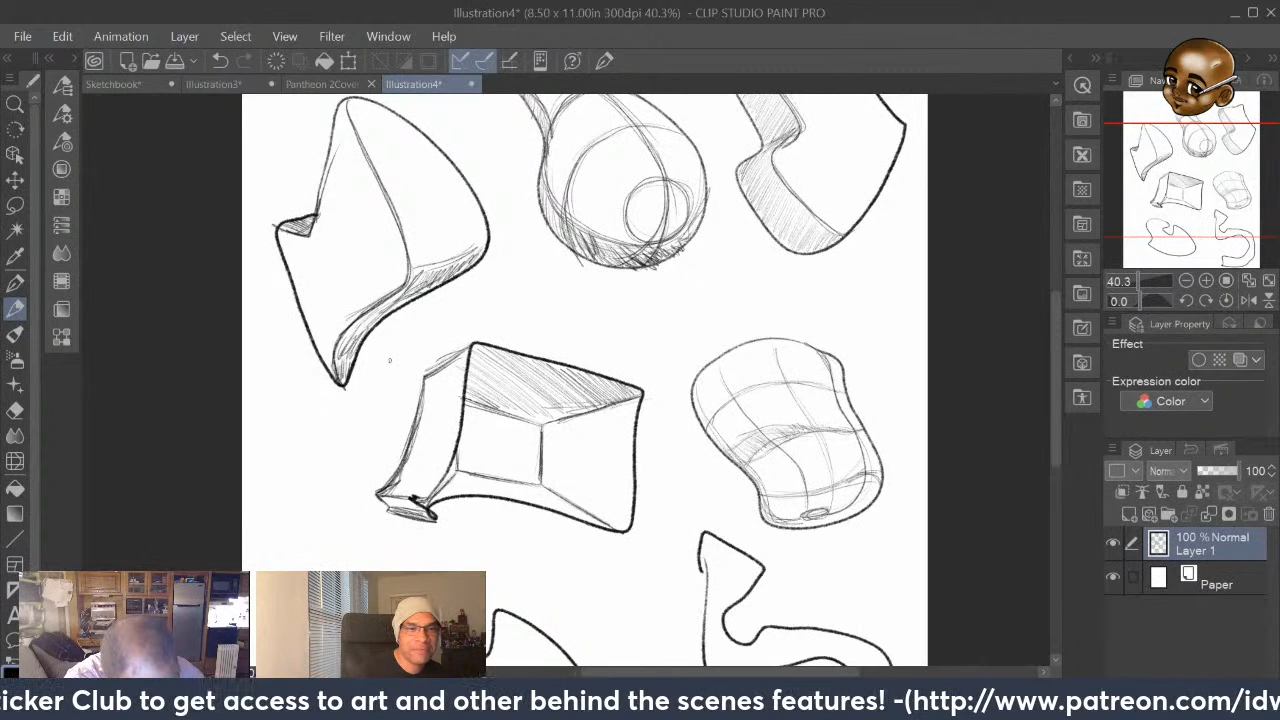 Illustration4* (8.50 x 11.00in 300dpi 40.3%) - CLIP STUDIO PAINT PRO
File Edit Animation Layer Select View Filter Window Help
Sketchbook* Illustration3* Pantheon 2Cover Illustration4*
40.3
0.0
Layer Property
Effect
Expression color
Color
Layer
Norm 100
100 % Normal
Layer 1
Paper
ticker Club to get access to art and other behind the scenes features! -(http://www.patreon.com/idw